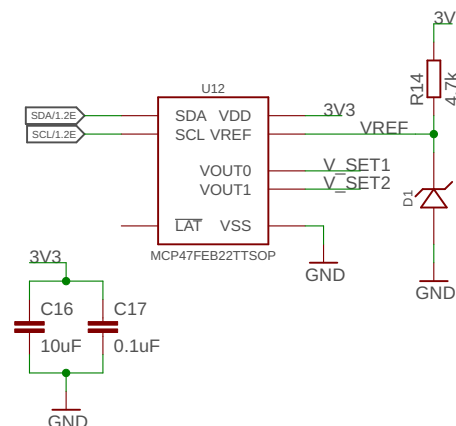 3V
R14
4.7k
U12
SDA/1.2E
SCL/1.2E
SDA VDD
SCL VREF
VOUT0
VOUT1
LAT VSS
3V3
VREF
V_SET1
V_SET2
D1
MCP47FEB22TTSOP
GND
GND
3V3
C16
C17
10uF
0.1uF
GND